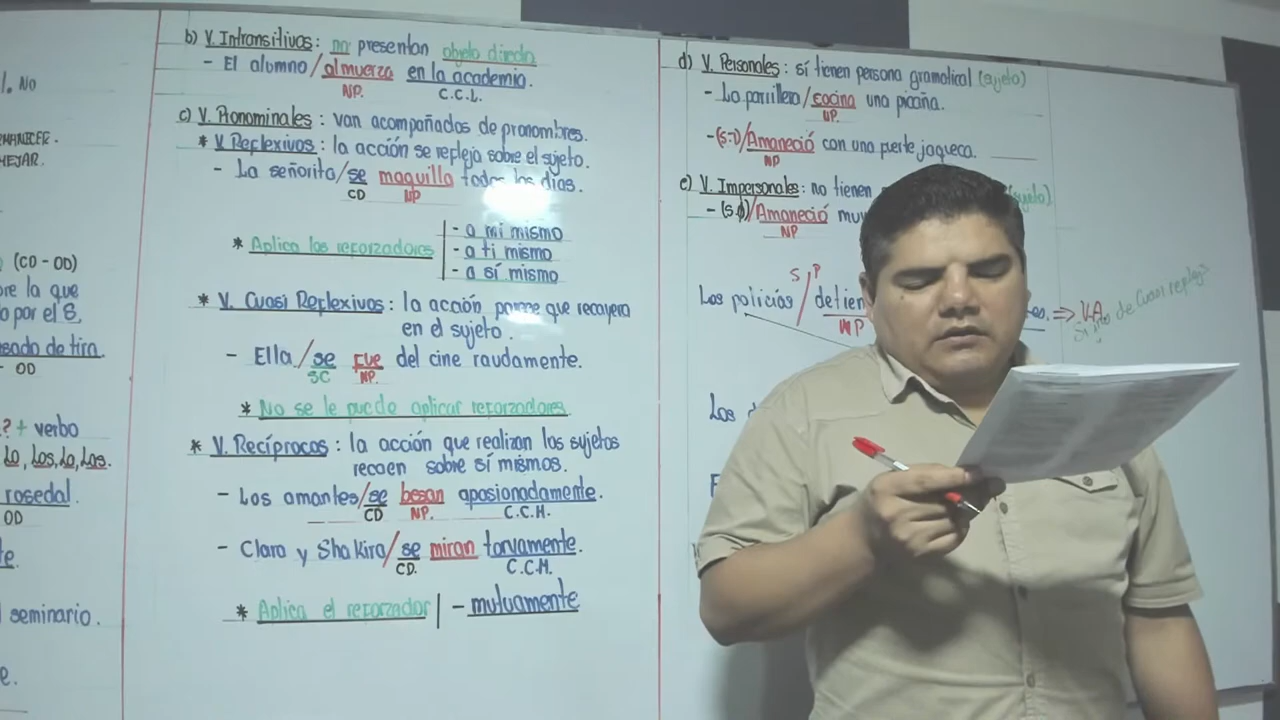 l. No
EJAR.
(CD - OD)
re la que
o por el S.
sado de tira.
- OD
? + verbo
Lo, Los, La, Las.
rosedal.
OD
te
l seminario.
e.
b) V. Intransitivos: no presentan objeto directo.
- El alumno/almuerza en la academia.
NP. C.C.L.
c) V. Pronominales: van acompañados de pronombres.
* V Reflexivos: la acción se refleja sobre el sujeto.
- La señorita/se maquilla todos los días.
CD NP
* Aplica los reforzadores
- a mí mismo
- a ti mismo
- a sí mismo
* V. Cuasi Reflexivos: la acción parece que recayera
en el sujeto.
- Ella/se fue del cine raudamente.
SC NP.
* No se le puede aplicar reforzadores
* V. Recíprocos: la acción que realizan los sujetos
recaen sobre sí mismos.
- Los amantes/se besan apasionadamente.
CD NP. C.C.M.
- Clara y Shakira/se miran torvamente.
CD. C.C.M.
* Aplica el reforzador | - mutuamente
d) V. Personales: sí tienen persona gramatical (sujeto)
- La parrillera/cocina una picaña.
NP.
-(S:)/Amaneció con una fuerte jaqueca.
NP
e) V. Impersonales: no tienen sujeto)
- (S.∅)/Amaneció muy
NP
S/P
Los policías/detien es. ⇒ V.A
NP
Los